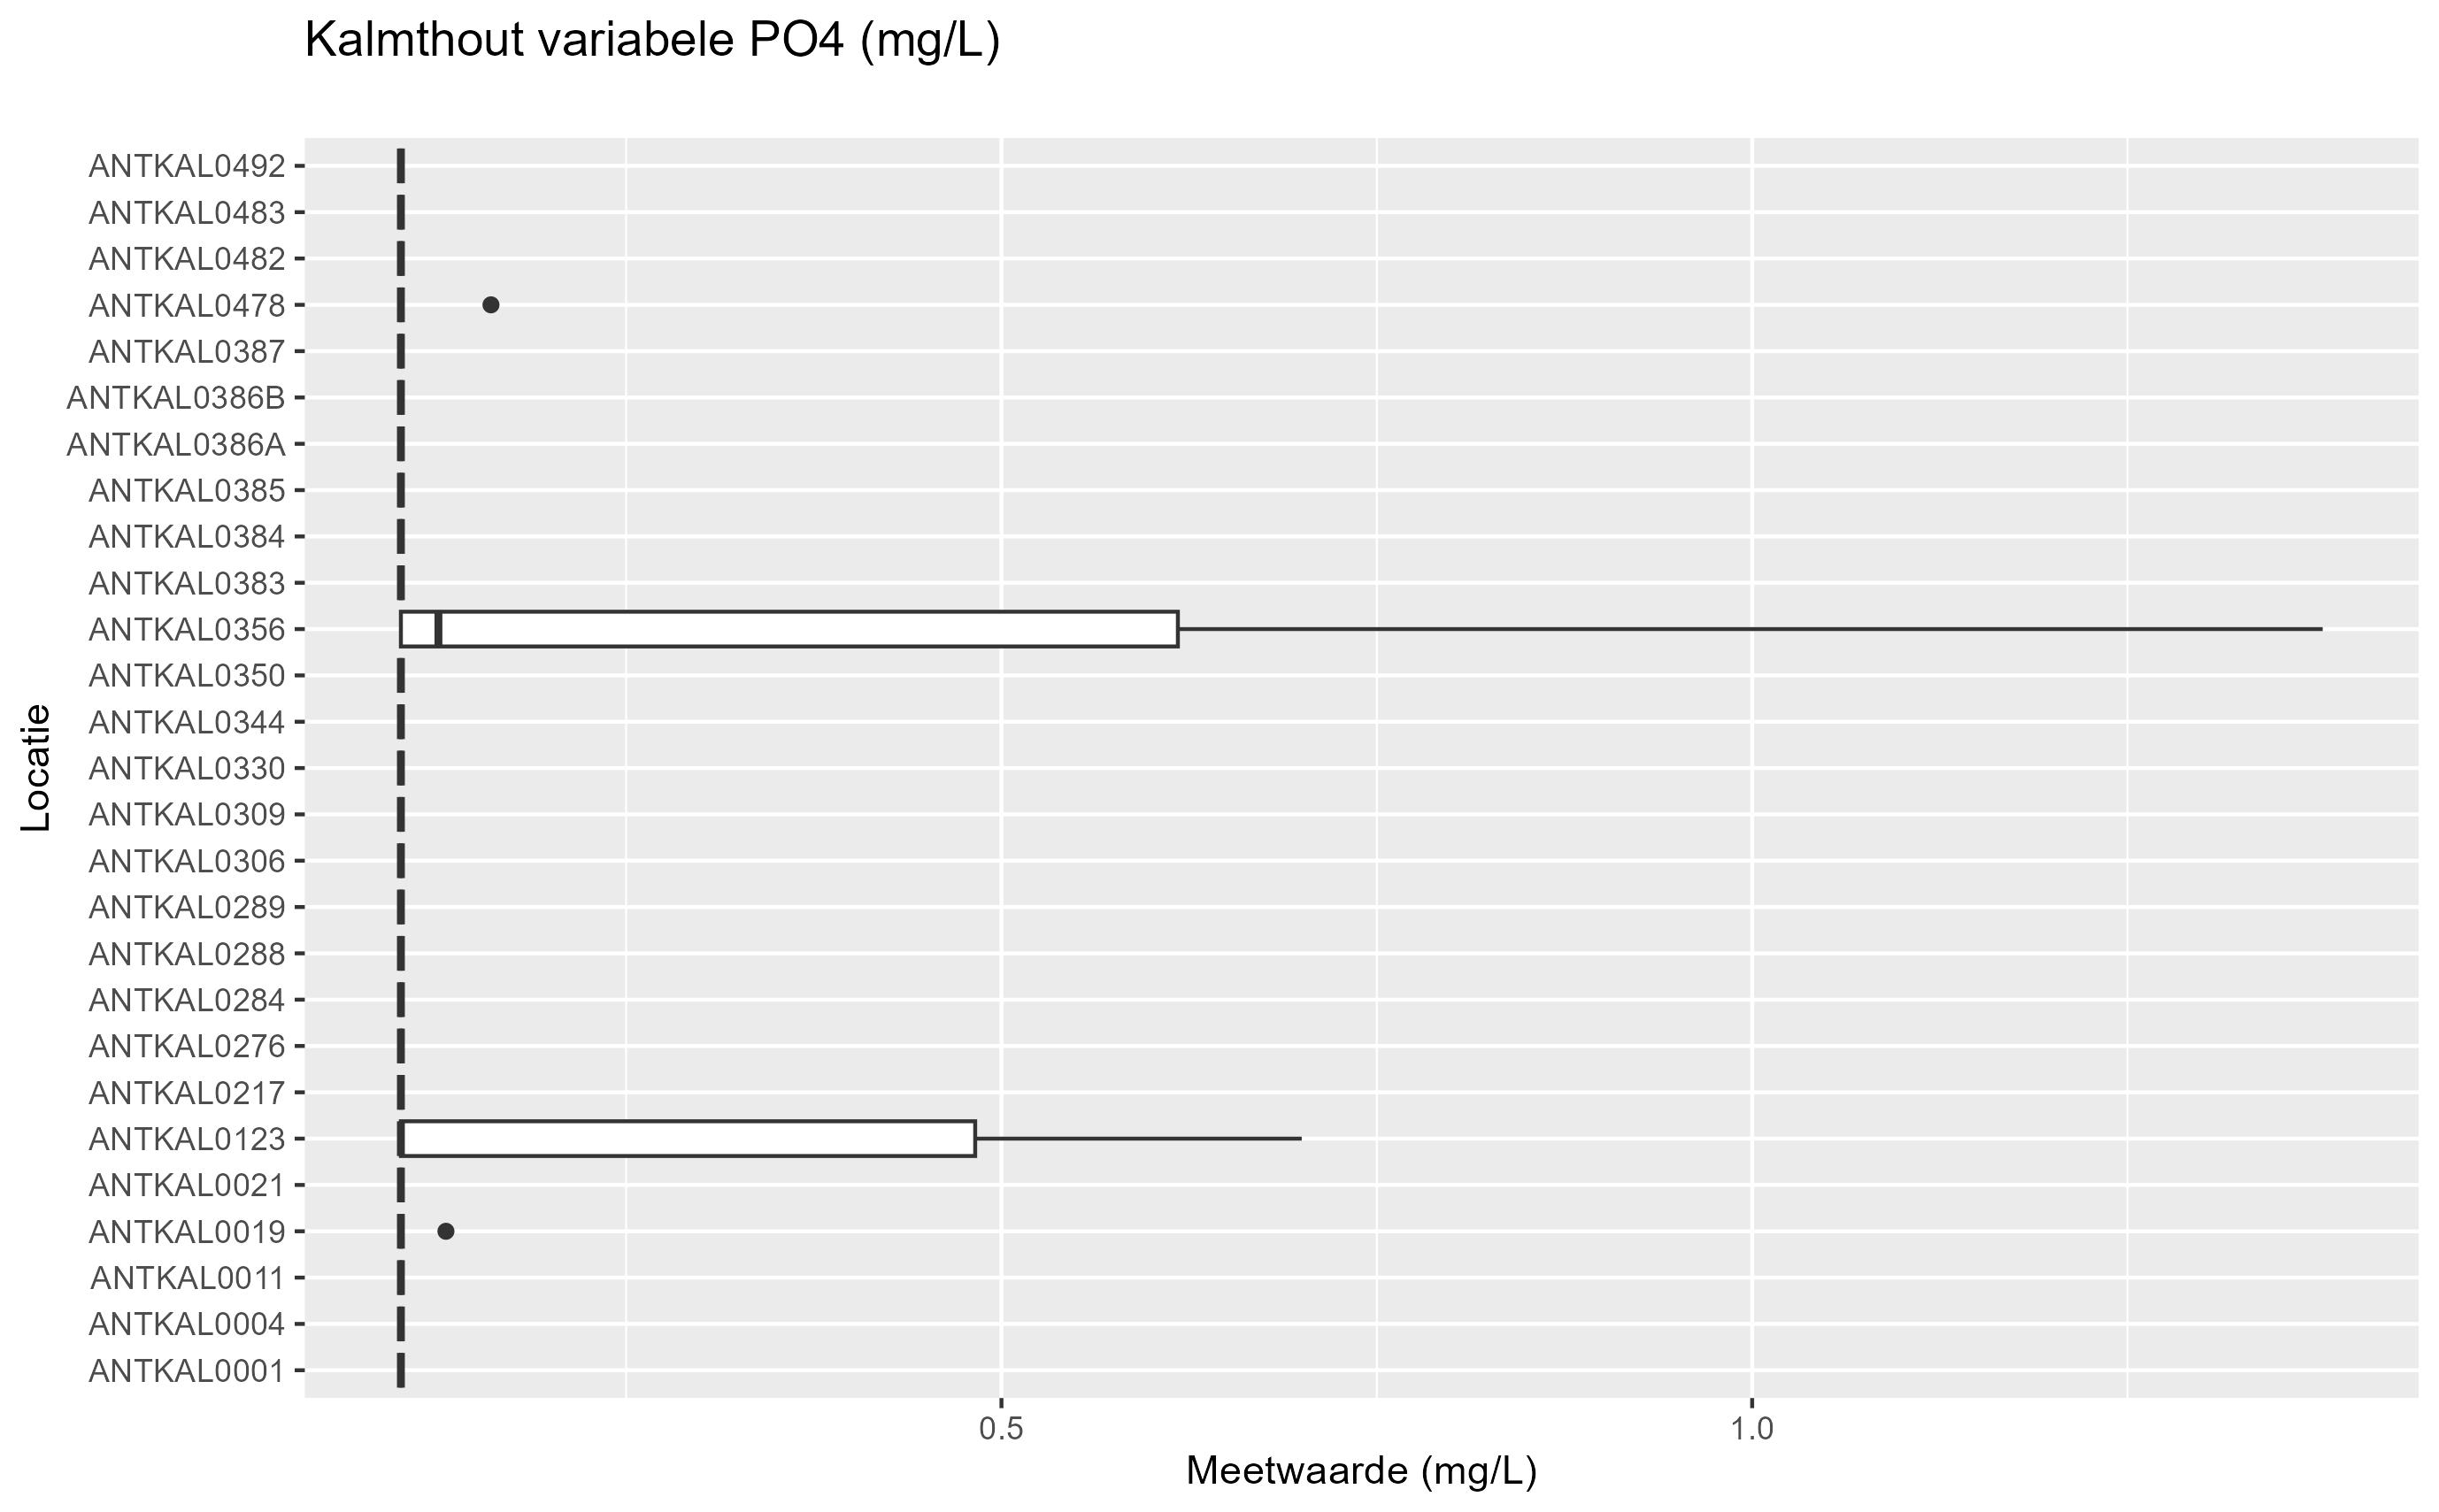 Kalmthout variabele PO4 (mg/L)
Locatie
ANTKAL0492
ANTKAL0483
ANTKAL0482
ANTKAL0478
ANTKAL0387
ANTKAL0386B
ANTKAL0386A
ANTKAL0385
ANTKAL0384
ANTKAL0383
ANTKAL0356
ANTKAL0350
ANTKAL0344
ANTKAL0330
ANTKAL0309
ANTKAL0306
ANTKAL0289
ANTKAL0288
ANTKAL0284
ANTKAL0276
ANTKAL0217
ANTKAL0123
ANTKAL0021
ANTKAL0019
ANTKAL0011
ANTKAL0004
ANTKAL0001
0.5 1.0
Meetwaarde (mg/L)